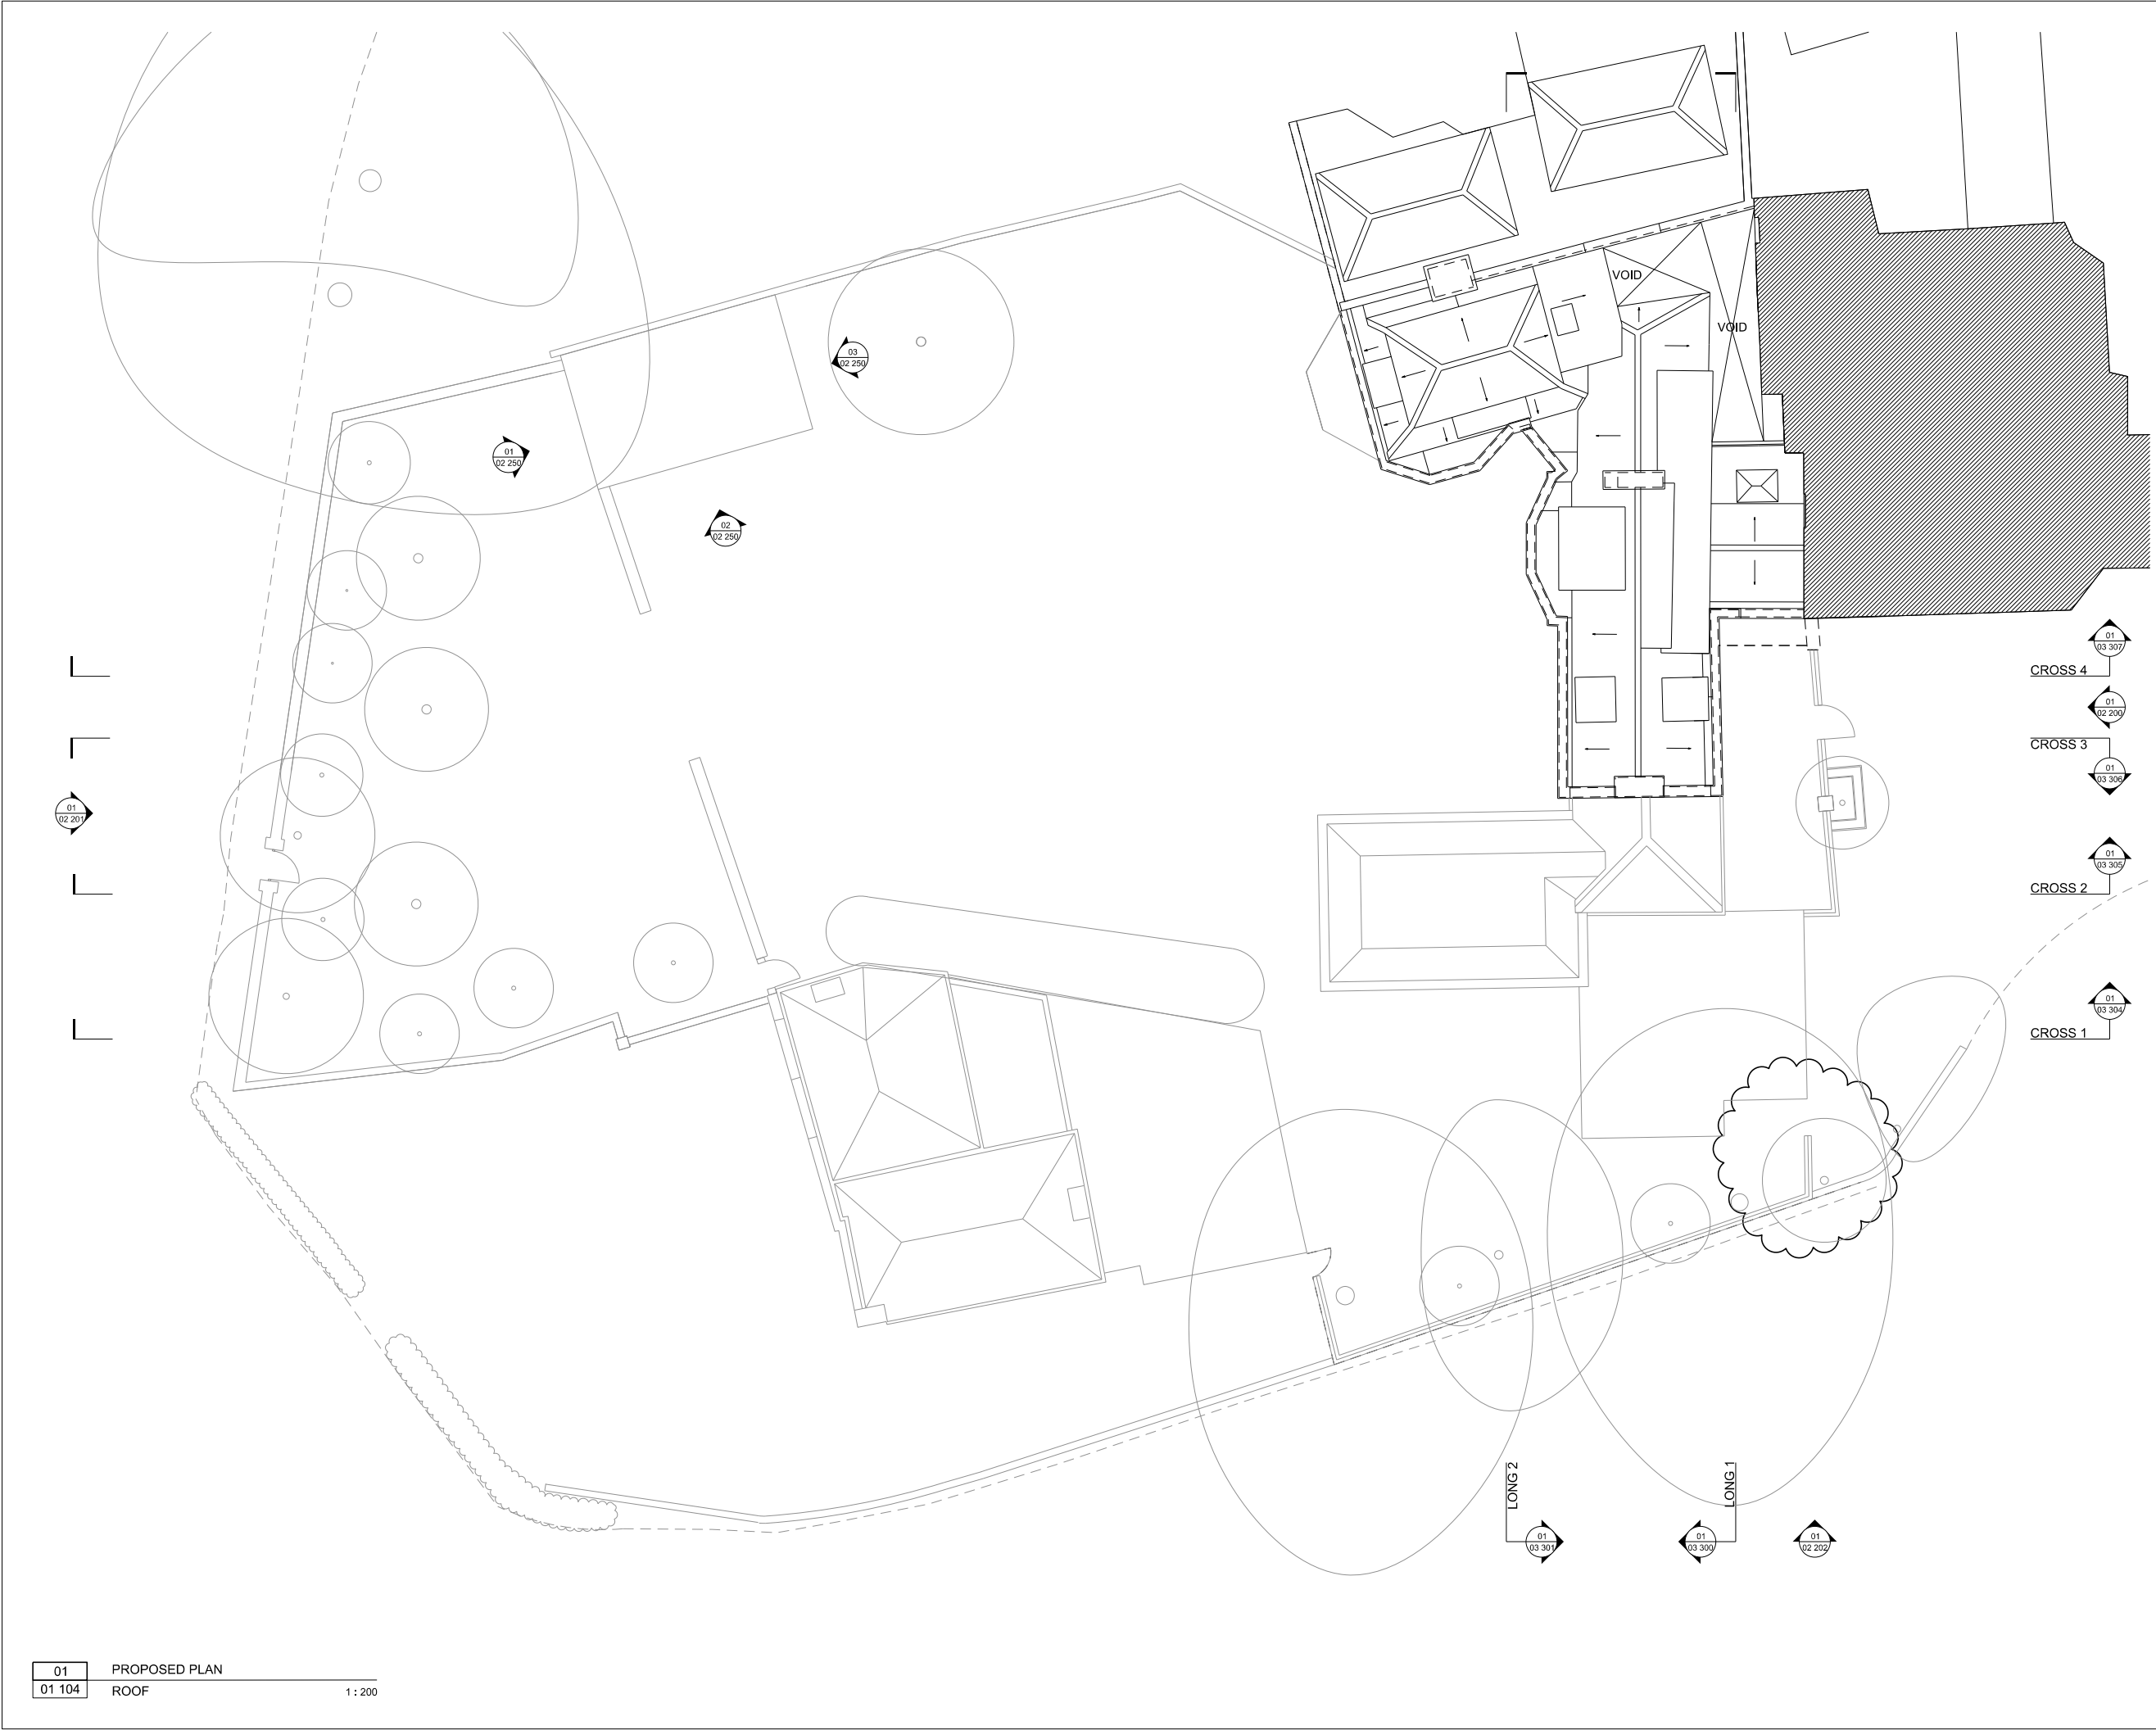 VOID
VOID
03
02 250
01
02 250
02
02 250
01
03 307
CROSS 4
01
02 200
CROSS 3
01
03 306
01
02 201
01
03 305
CROSS 2
01
03 304
CROSS 1
LONG 2
LONG 1
01
03 301
01
03 300
01
02 202
01
PROPOSED PLAN
01 104
ROOF
1 : 200